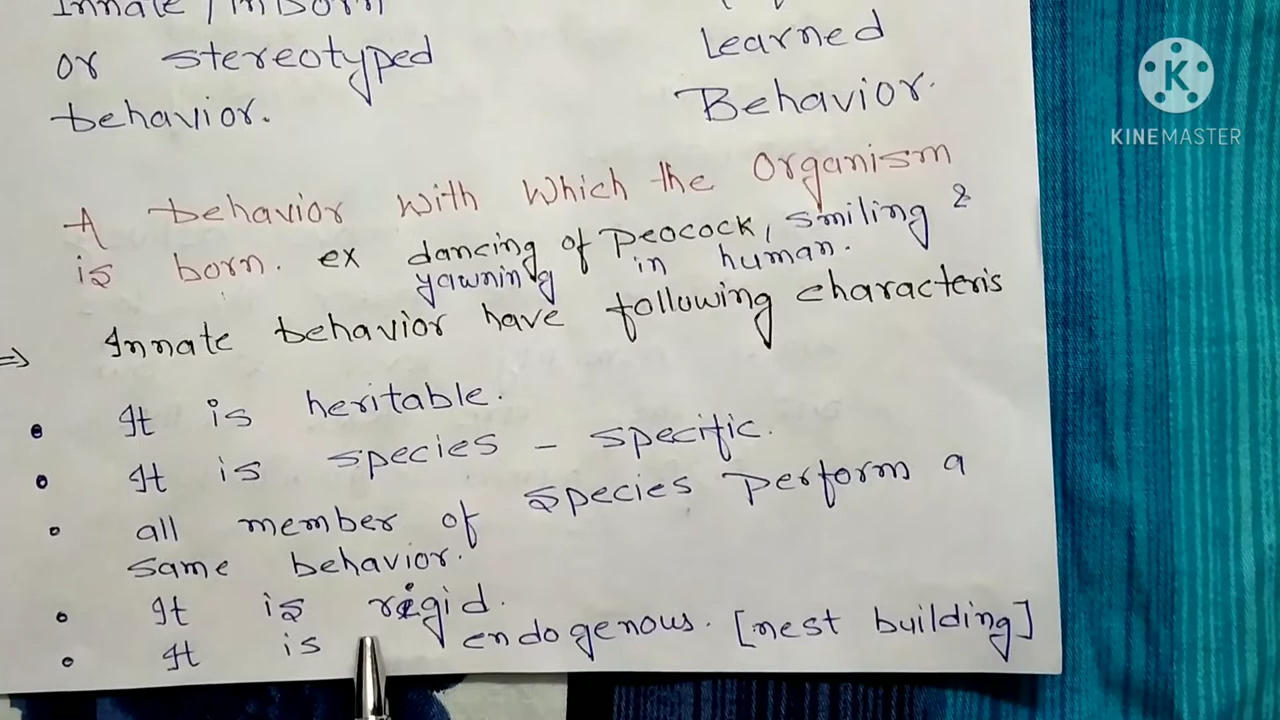 Innate / inborn
or stereotyped
behavior.
Learned
Behavior.
A behavior with which the organism
is born. ex dancing of Peocock, smiling &
yawning in human.
⇒ Innate behavior have following characteris
• It is heritable.
• It is species - specific.
• all member of species perform a
same behavior.
• It is rigid.
• It is endogenous. [nest building]
K
KINEMASTER